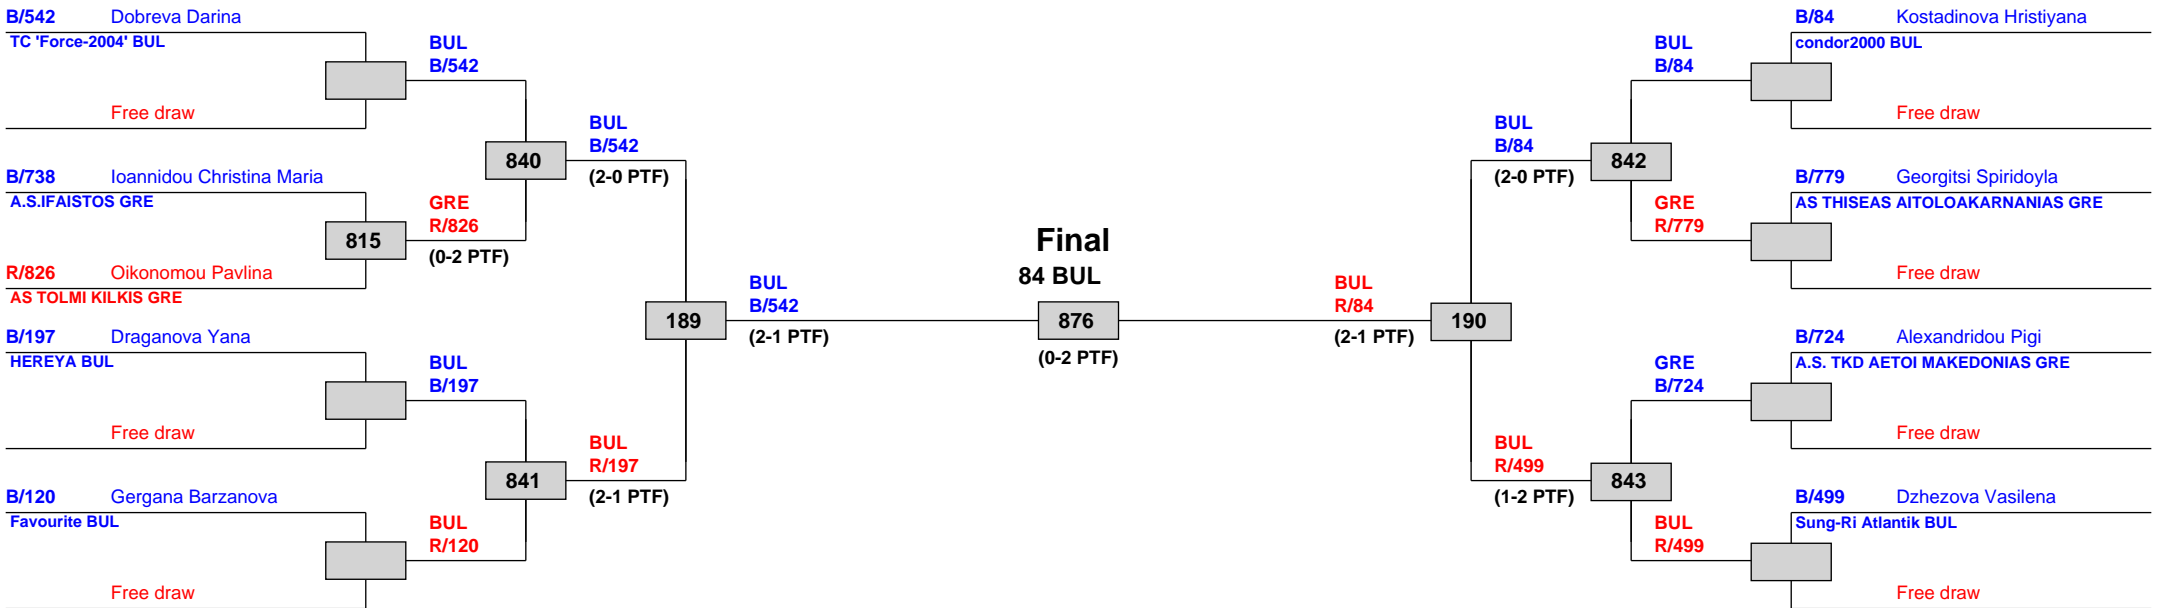 B/542 Dobreva Darina
TC 'Force-2004' BUL
Free draw
BUL
B/542
B/738 Ioannidou Christina Maria
A.S.IFAISTOS GRE
815
R/826 Oikonomou Pavlina
AS TOLMI KILKIS GRE
GRE
R/826
(0-2 PTF)
840
BUL
B/542
(2-0 PTF)
B/197 Draganova Yana
HEREYA BUL
Free draw
BUL
B/197
B/120 Gergana Barzanova
Favourite BUL
Free draw
BUL
R/120
841
BUL
R/197
(2-1 PTF)
189
BUL
B/542
(2-1 PTF)
Final
84 BUL
876
(0-2 PTF)
BUL
R/84
(2-1 PTF)
190
BUL
B/84
(2-0 PTF)
842
BUL
B/84
B/84 Kostadinova Hristiyana
condor2000 BUL
Free draw
GRE
R/779
B/779 Georgitsi Spiridoyla
AS THISEAS AITOLOAKARNANIAS GRE
Free draw
BUL
R/499
(1-2 PTF)
843
GRE
B/724
B/724 Alexandridou Pigi
A.S. TKD AETOI MAKEDONIAS GRE
Free draw
BUL
R/499
B/499 Dzhezova Vasilena
Sung-Ri Atlantik BUL
Free draw